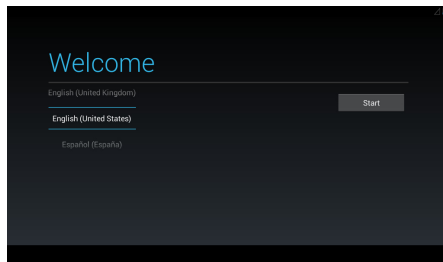 Welcome
English (United Kingdom)
Start
English (United States)
Español (España)